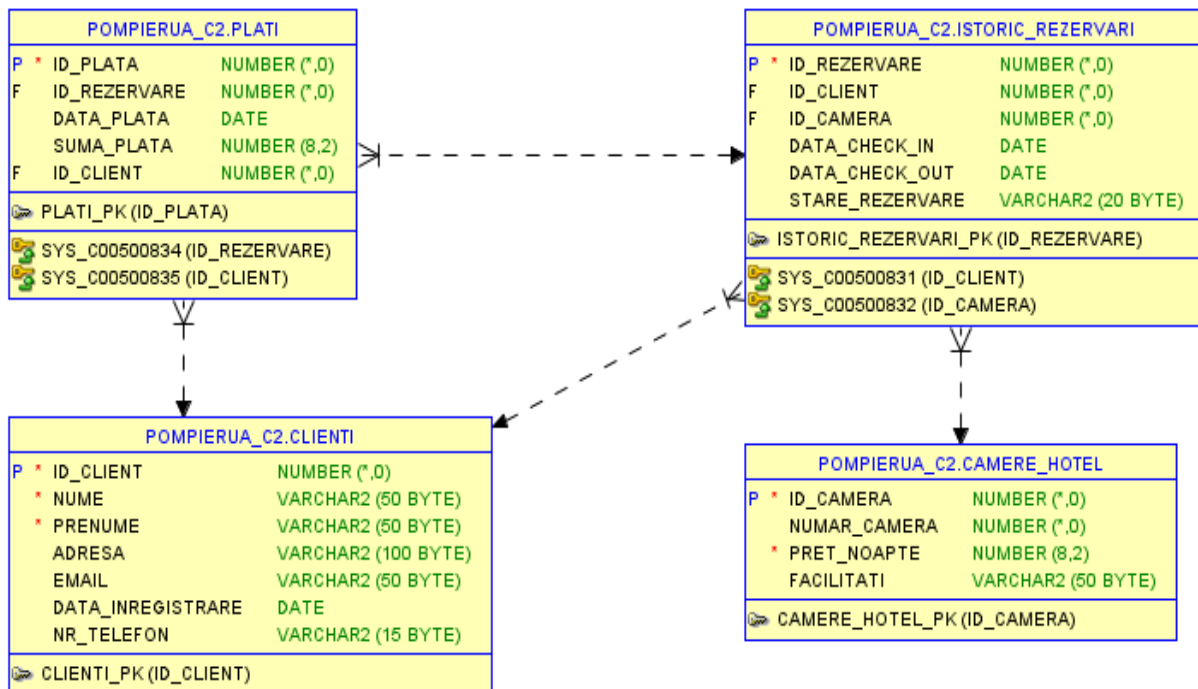 POMPIERUA_C2.PLATI
P * ID_PLATA NUMBER (*,0)
F ID_REZERVARE NUMBER (*,0)
DATA_PLATA DATE
SUMA_PLATA NUMBER (8,2)
F ID_CLIENT NUMBER (*,0)
PLATI_PK (ID_PLATA)
SYS_C00500834 (ID_REZERVARE)
SYS_C00500835 (ID_CLIENT)
POMPIERUA_C2.ISTORIC_REZERVARI
P * ID_REZERVARE NUMBER (*,0)
F ID_CLIENT NUMBER (*,0)
F ID_CAMERA NUMBER (*,0)
DATA_CHECK_IN DATE
DATA_CHECK_OUT DATE
STARE_REZERVARE VARCHAR2 (20 BYTE)
ISTORIC_REZERVARI_PK (ID_REZERVARE)
SYS_C00500831 (ID_CLIENT)
SYS_C00500832 (ID_CAMERA)
POMPIERUA_C2.CLIENTI
P * ID_CLIENT NUMBER (*,0)
* NUME VARCHAR2 (50 BYTE)
* PRENUME VARCHAR2 (50 BYTE)
ADRESA VARCHAR2 (100 BYTE)
EMAIL VARCHAR2 (50 BYTE)
DATA_INREGISTRARE DATE
NR_TELEFON VARCHAR2 (15 BYTE)
CLIENTI_PK (ID_CLIENT)
POMPIERUA_C2.CAMERE_HOTEL
P * ID_CAMERA NUMBER (*,0)
NUMAR_CAMERA NUMBER (*,0)
* PRET_NOAPTE NUMBER (8,2)
FACILITATI VARCHAR2 (50 BYTE)
CAMERE_HOTEL_PK (ID_CAMERA)